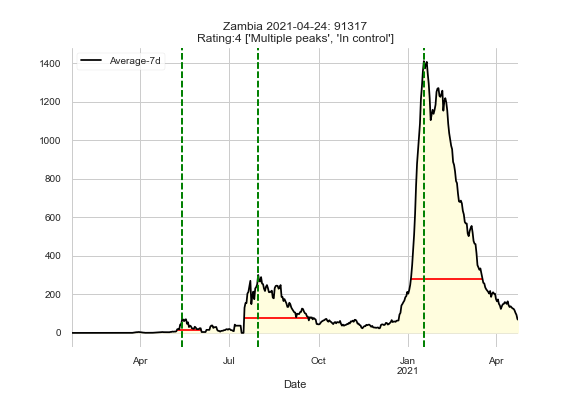 Zambia 2021-04-24: 91317
Rating:4 ['Multiple peaks', 'In control']
Average-7d
1400
1200
1000
800
600
400
200
0
Apr
Jul
Oct
Jan
2021
Apr
Date